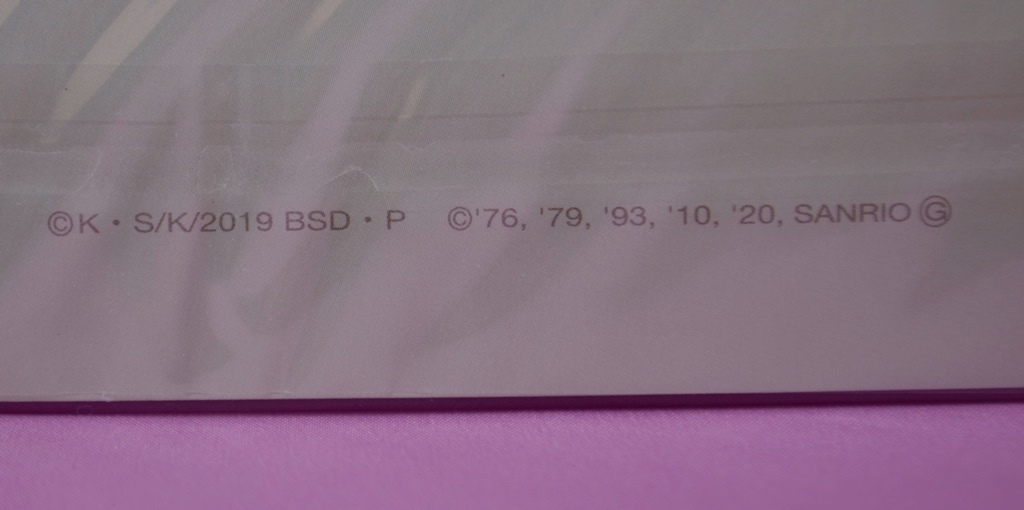 ©K・S/K/2019 BSD・P ©'76, '79, '93, '10, '20, SANRIO Ⓖ